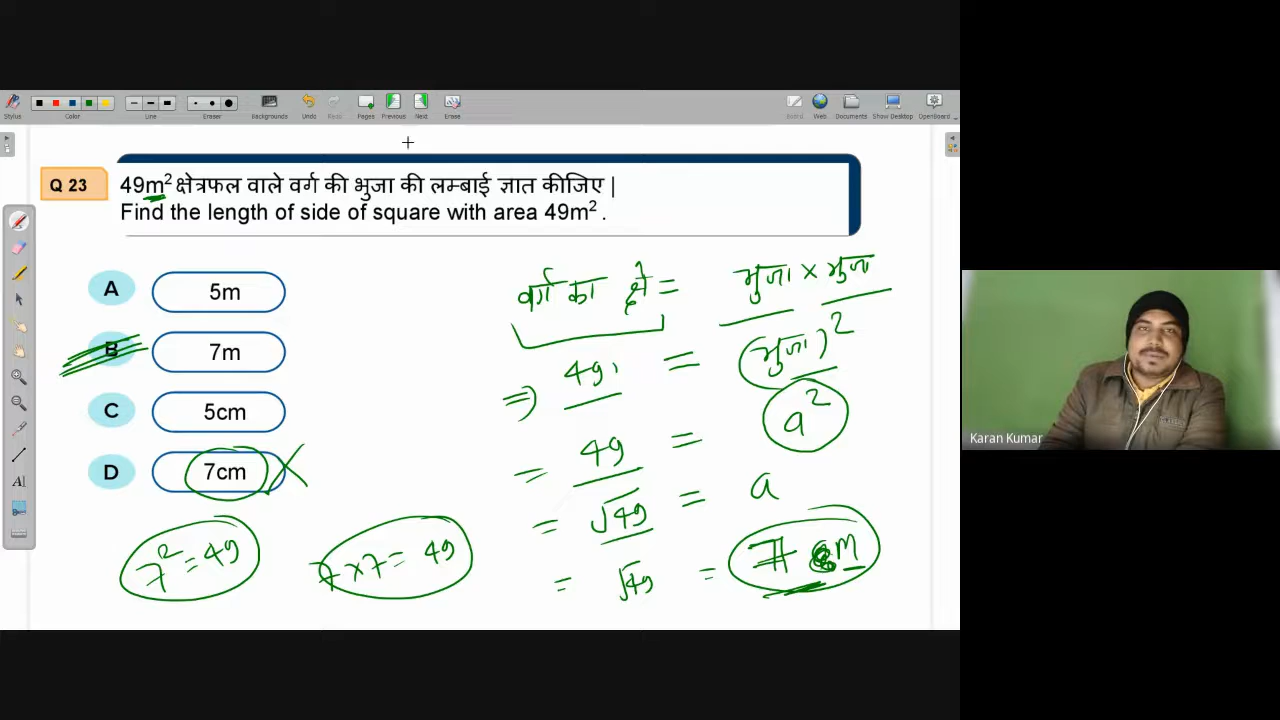 Stylus
Color
Line
Eraser
Backgrounds
Undo
Redo
Pages
Previous
Next
Erase
Board
Web
Documents
Show Desktop
OpenBoard
Q 23
49m² क्षेत्रफल वाले वर्ग की भुजा की लम्बाई ज्ञात कीजिए |
Find the length of side of square with area 49m² .
A 5m
B 7m
C 5cm
D 7cm
वर्ग का क्षे = भुजा × भुजा
⇒ 49 = (भुजा)²
a²
= 49 =
= √49 = a
= √49 = 7 m
7² = 49
7 × 7 = 49
Karan Kumar